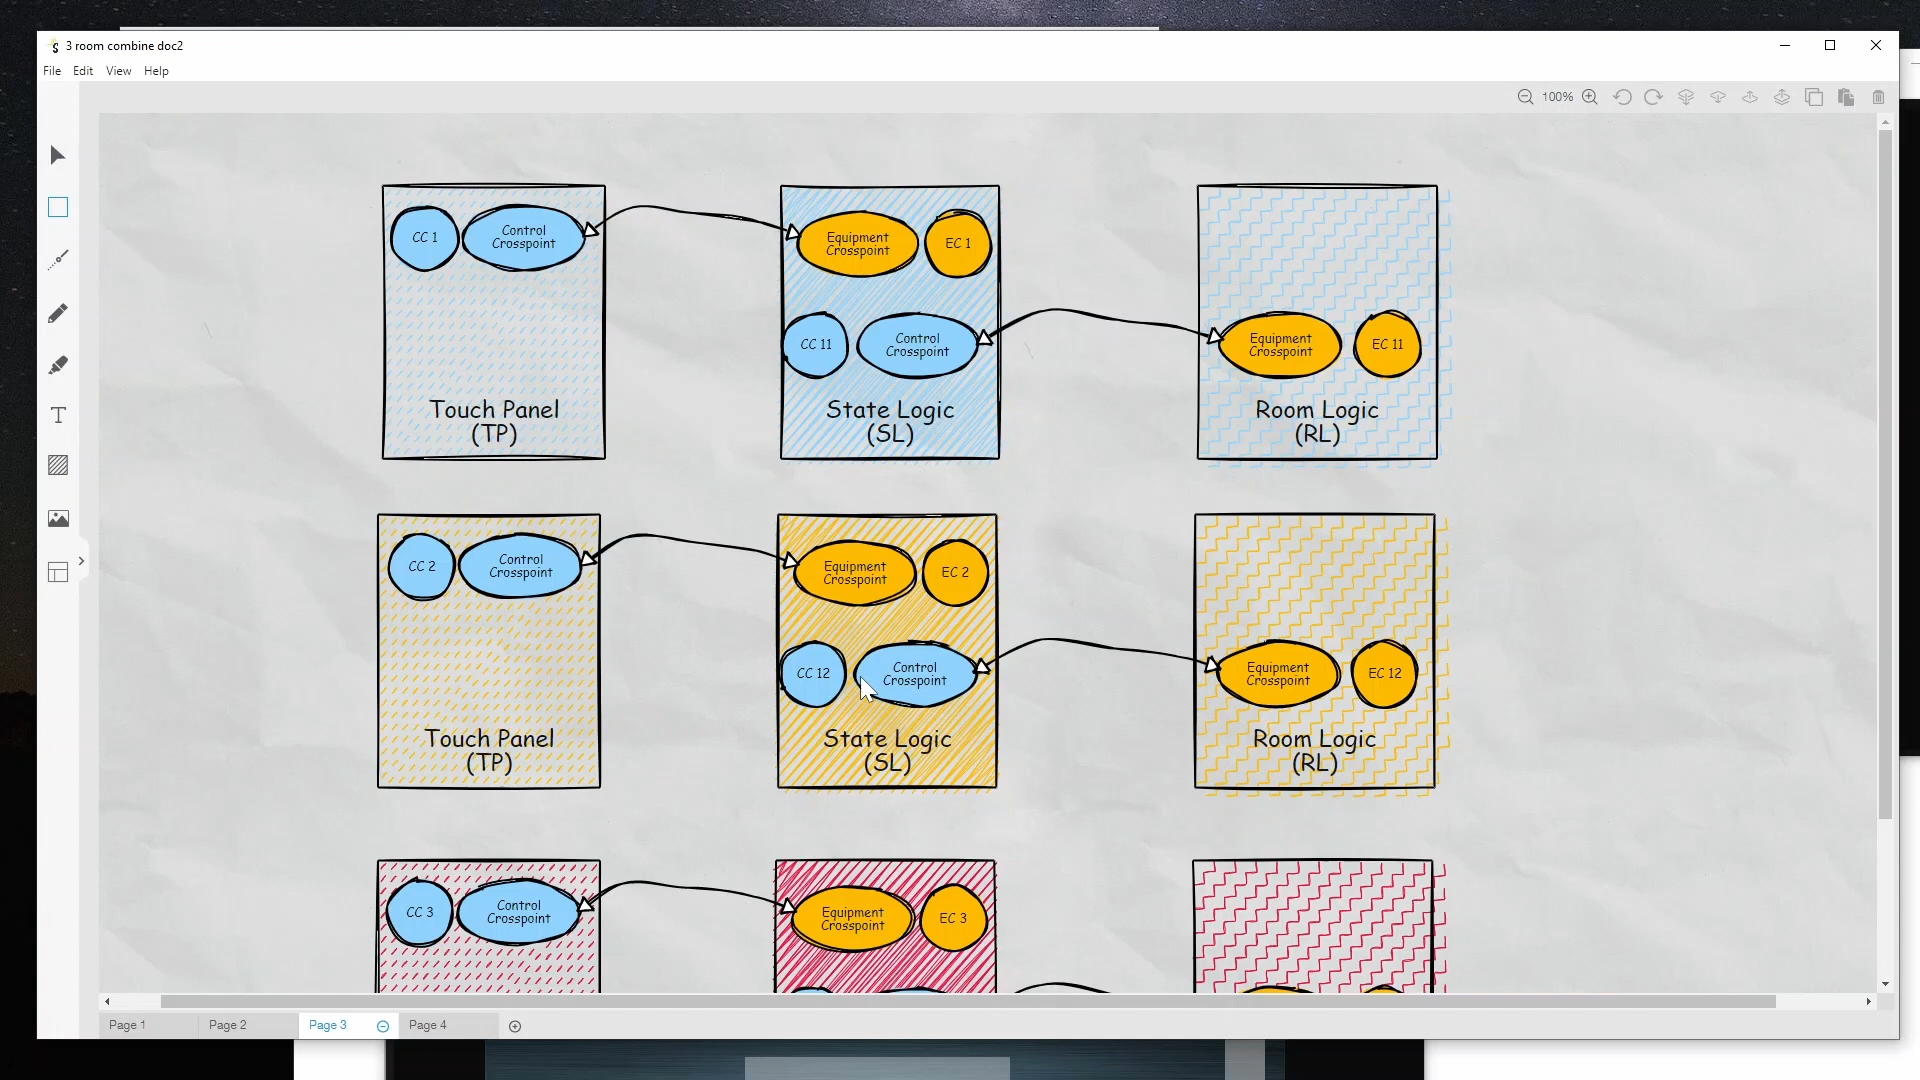 3 room combine doc2
File Edit View Help
100%
CC 1
Control
Crosspoint
Equipment
Crosspoint
EC 1
CC 11
Control
Crosspoint
Equipment
Crosspoint
EC 11
Touch Panel
(TP)
State Logic
(SL)
Room Logic
(RL)
CC 2
Control
Crosspoint
Equipment
Crosspoint
EC 2
CC 12
Control
Crosspoint
Equipment
Crosspoint
EC 12
Touch Panel
(TP)
State Logic
(SL)
Room Logic
(RL)
CC 3
Control
Crosspoint
Equipment
Crosspoint
EC 3
Page 1 Page 2 Page 3 Page 4